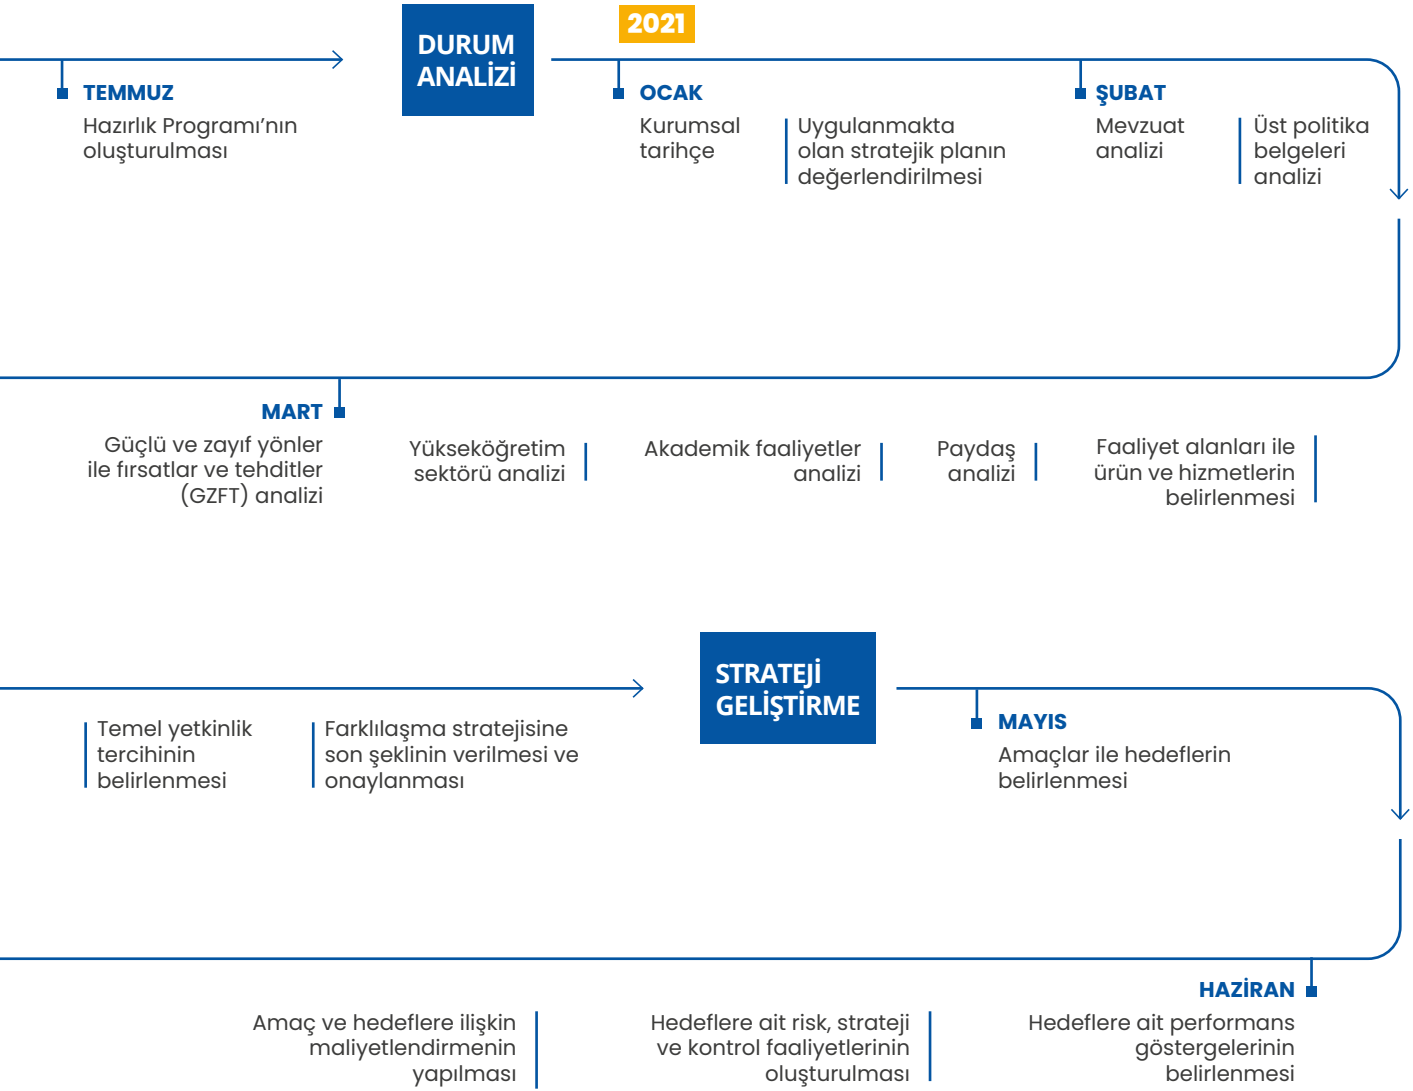 DURUM
ANALİZİ
2021
TEMMUZ
Hazırlık Programı’nın
oluşturulması
OCAK
Kurumsal
tarihçe
Uygulanmakta
olan stratejik planın
değerlendirilmesi
ŞUBAT
Mevzuat
analizi
Üst politika
belgeleri
analizi
MART
Güçlü ve zayıf yönler
ile fırsatlar ve tehditler
(GZFT) analizi
Yükseköğretim
sektörü analizi
Akademik faaliyetler
analizi
Paydaş
analizi
Faaliyet alanları ile
ürün ve hizmetlerin
belirlenmesi
Temel yetkinlik
tercihinin
belirlenmesi
Farklılaşma stratejisine
son şeklinin verilmesi ve
onaylanması
STRATEJİ
GELİŞTİRME
MAYIS
Amaçlar ile hedeflerin
belirlenmesi
HAZİRAN
Amaç ve hedeflere ilişkin
maliyetlendirmenin
yapılması
Hedeflere ait risk, strateji
ve kontrol faaliyetlerinin
oluşturulması
Hedeflere ait performans
göstergelerinin
belirlenmesi